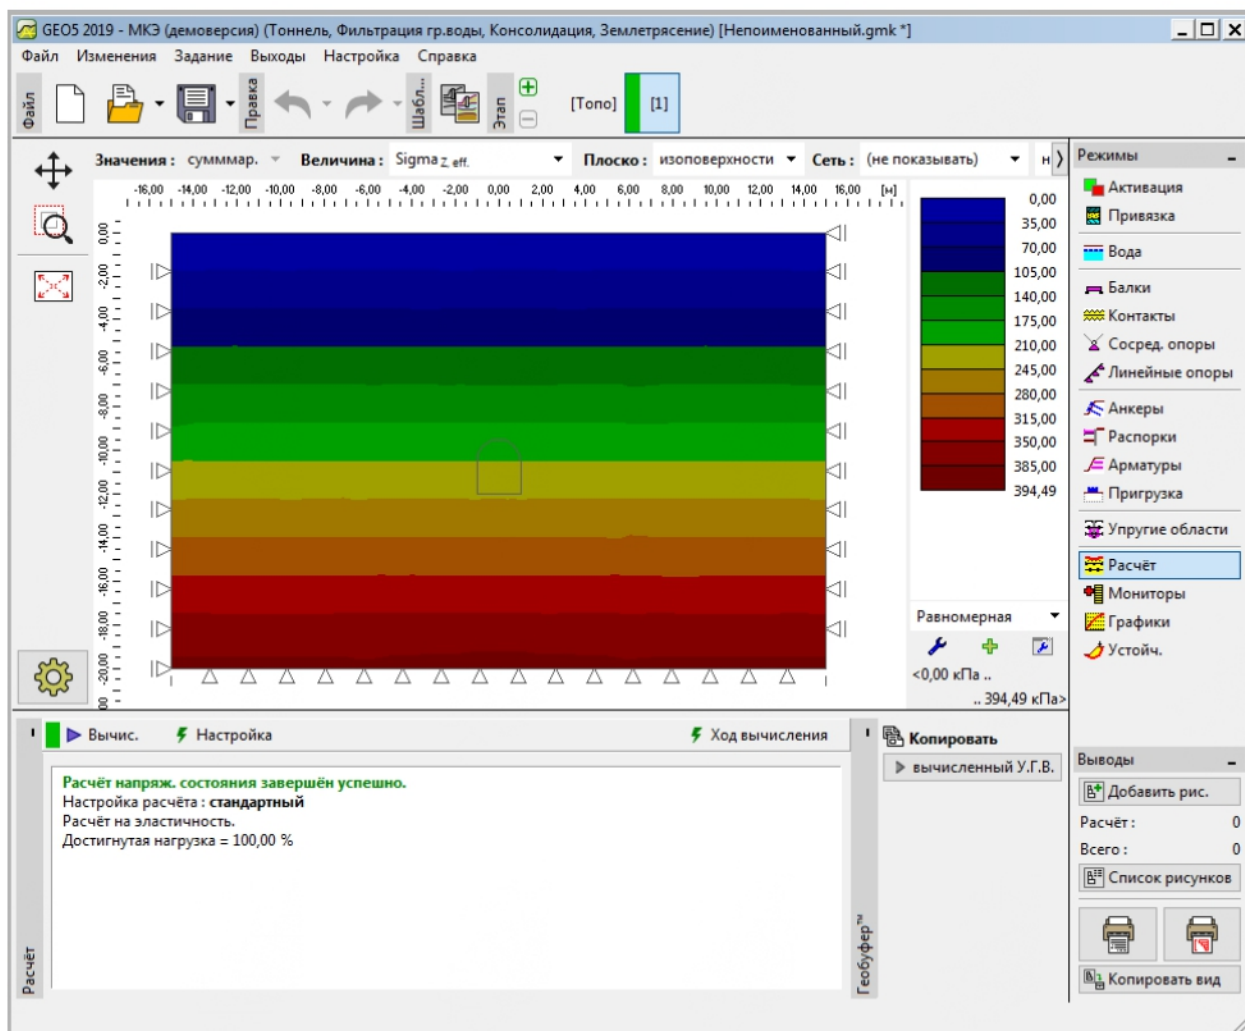 GEO5 2019 - МКЭ (демоверсия) (Тоннель, Фильтрация гр.воды, Консолидация, Землетрясение) [Непоименованный.gmk *]
Файл Изменения Задание Выходы Настройка Справка
Файл
Правка
Шабл...
Этап
[Топо] [1]
Значения : сумммар. Величина : Sigma Z, eff. Плоско : изоповерхности Сеть : (не показывать) н
-16,00 -14,00 -12,00 -10,00 -8,00 -6,00 -4,00 -2,00 0,00 2,00 4,00 6,00 8,00 10,00 12,00 14,00 16,00 [м]
0,00
-2,00
-4,00
-6,00
-8,00
-10,00
-12,00
-14,00
-16,00
-18,00
-20,00
00
0,00
35,00
70,00
105,00
140,00
175,00
210,00
245,00
280,00
315,00
350,00
385,00
394,49
Равномерная
<0,00 кПа ..
.. 394,49 кПа>
Режимы
Активация
Привязка
Вода
Балки
Контакты
Сосред. опоры
Линейные опоры
Анкеры
Распорки
Арматуры
Пригрузка
Упругие области
Расчёт
Мониторы
Графики
Устойч.
Вычис. Настройка Ход вычисления
Расчёт напряж. состояния завершён успешно.
Настройка расчёта : стандартный
Расчёт на эластичность.
Достигнутая нагрузка = 100,00 %
Расчёт
Геобуфер™
Копировать
вычисленный У.Г.В.
Выводы
Добавить рис.
Расчёт : 0
Всего : 0
Список рисунков
Копировать вид